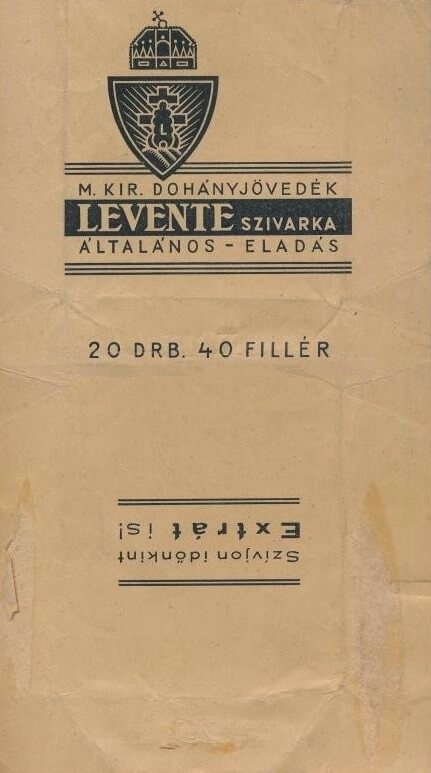 L
M. KIR. DOHÁNYJÖVEDÉK
LEVENTE SZIVARKA
ÁLTALÁNOS - ELADÁS
20 DRB. 40 FILLÉR
Szívjon időnkint
Extrát is!